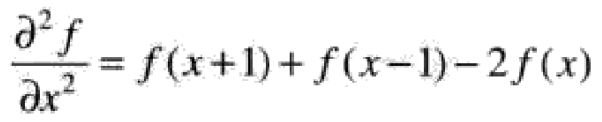 ∂²f/∂x² = f(x+1)+ f(x−1)−2f(x)